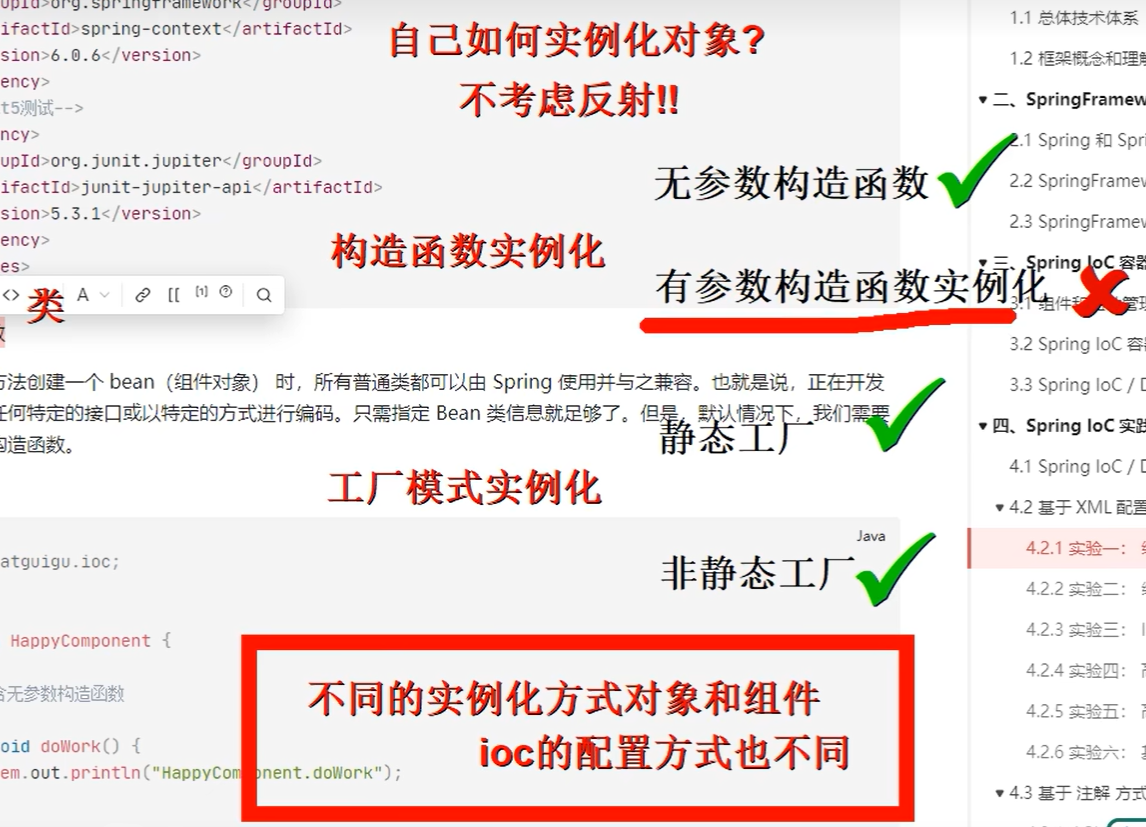 upId>org.springframework</groupId>
ifactId>spring-context</artifactId>
sion>6.0.6</version>
ency>
t5测试-->
ncy>
upId>org.junit.jupiter</groupId>
ifactId>junit-jupiter-api</artifactId>
sion>5.3.1</version>
ency>
es>
自己如何实例化对象?
不考虑反射!!
无参数构造函数
构造函数实例化
有参数构造函数实例化
类
<> A [[ [1]
方法创建一个 bean（组件对象） 时，所有普通类都可以由 Spring 使用并与之兼容。也就是说，正在开发
任何特定的接口或以特定的方式进行编码。只需指定 Bean 类信息就足够了。但是，默认情况下，我们需要
构造函数。
静态工厂
工厂模式实例化
Java
非静态工厂
atguigu.ioc;
HappyComponent {
含无参数构造函数
oid doWork() {
em.out.println("HappyComponent.doWork");
不同的实例化方式对象和组件
ioc的配置方式也不同
1.1 总体技术体系
1.2 框架概念和理解
二、SpringFramew
2.1 Spring 和 Spri
2.2 SpringFramew
2.3 SpringFramew
三、Spring IoC 容器
3.1 组件和
管理
3.2 Spring IoC 容
3.3 Spring IoC / D
四、Spring IoC 实践
4.1 Spring IoC / D
4.2 基于 XML 配置
4.2.1 实验一：
4.2.2 实验二：
4.2.3 实验三：
4.2.4 实验四：
4.2.5 实验五：
4.2.6 实验六：
4.3 基于 注解 方式